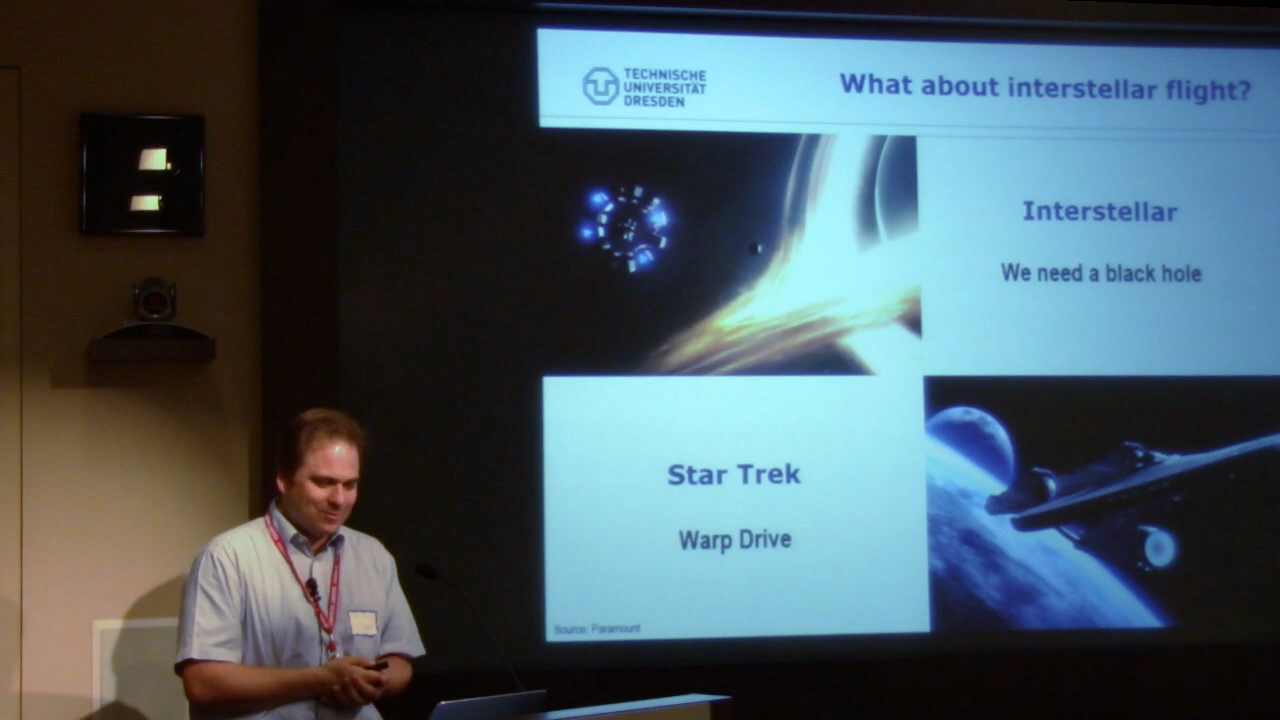 TECHNISCHE
UNIVERSITÄT
DRESDEN
What about interstellar flight?
Interstellar
We need a black hole
Star Trek
Warp Drive
Source: Paramount